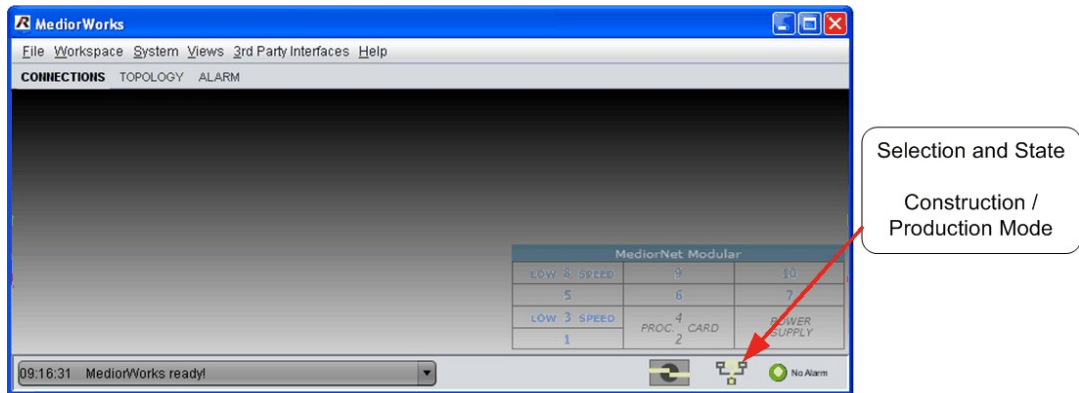 MediorWorks
File Workspace System Views 3rd Party Interfaces Help
CONNECTIONS TOPOLOGY ALARM
Selection and State
Construction /
Production Mode
MediorNet Modular
LOW 8 SPEED 9 10
5 6 7
LOW 3 SPEED 4 POWER
PROC. CARD SUPPLY
1 2
09:16:31 MediorWorks ready!
No Alarm